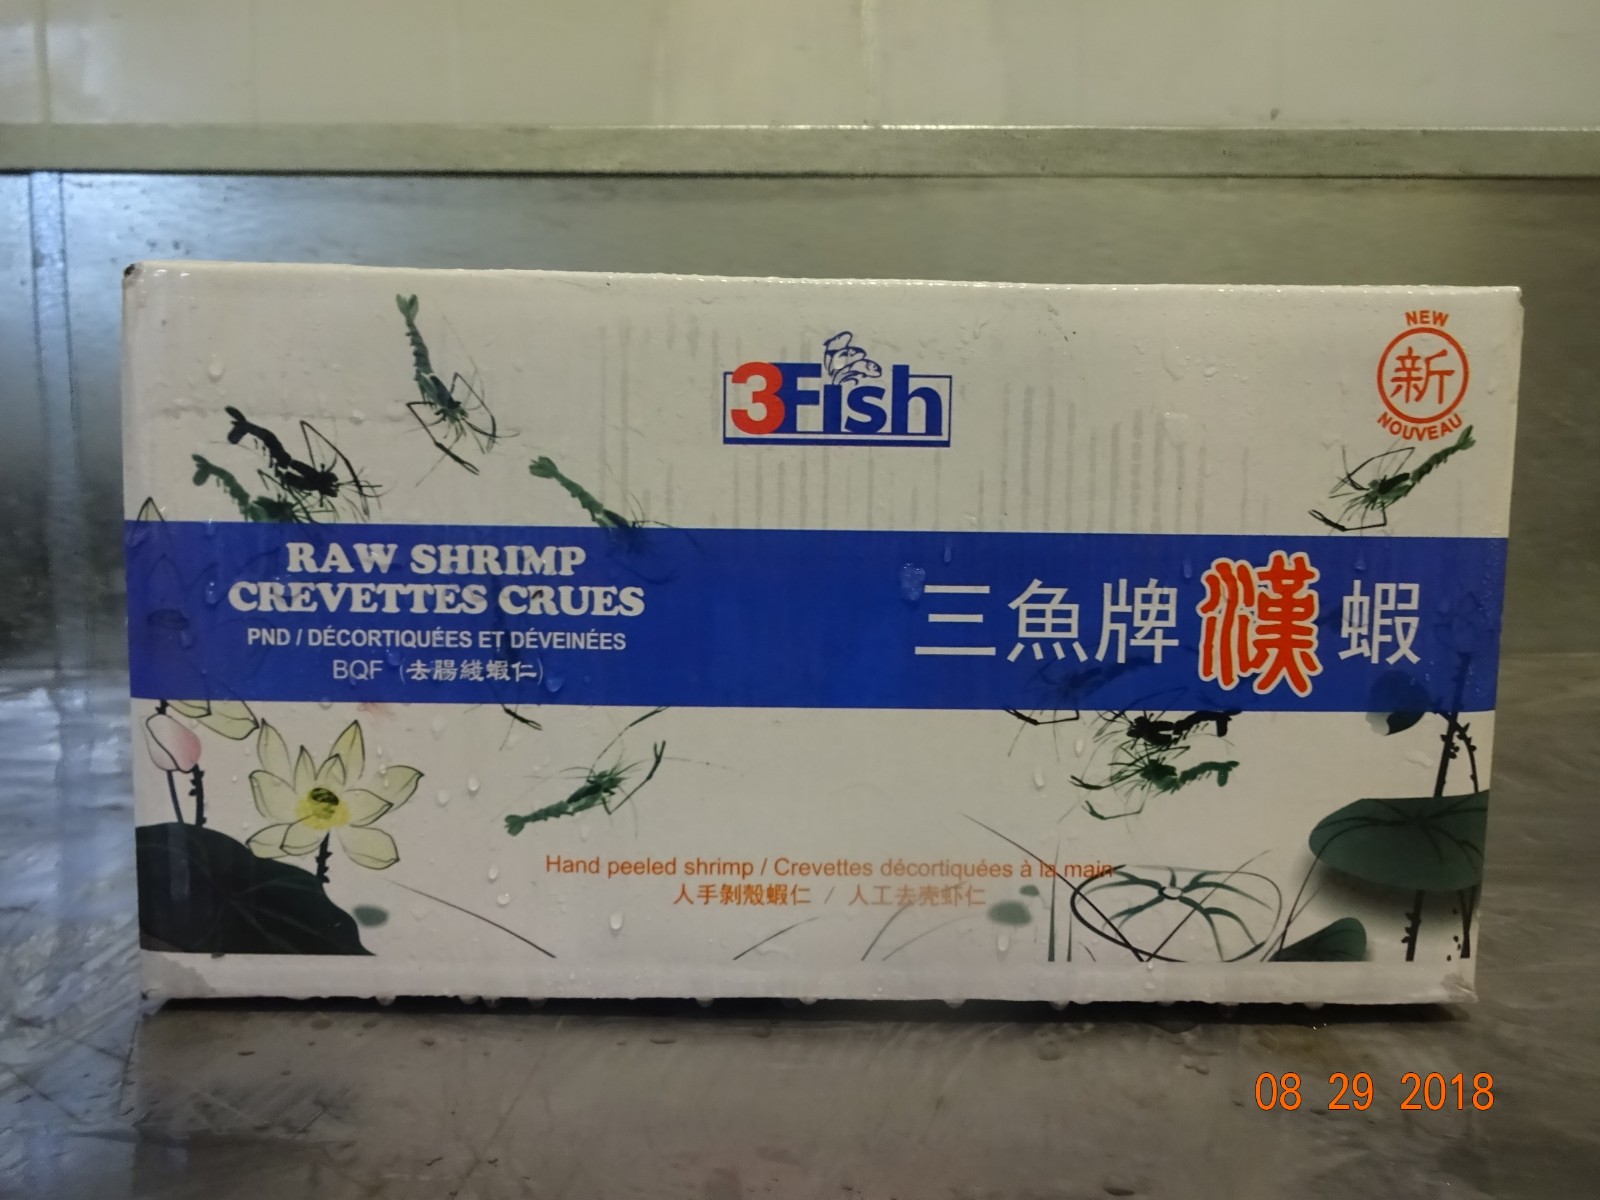 3Fish
NEW
新
NOUVEAU
RAW SHRIMP
CREVETTES CRUES
PND / DÉCORTIQUÉES ET DÉVEINÉES
BQF (去腸綫蝦仁)
三魚牌漢蝦
Hand peeled shrimp / Crevettes décortiquées à la main
人手剝殼蝦仁 / 人工去壳虾仁
08 29 2018